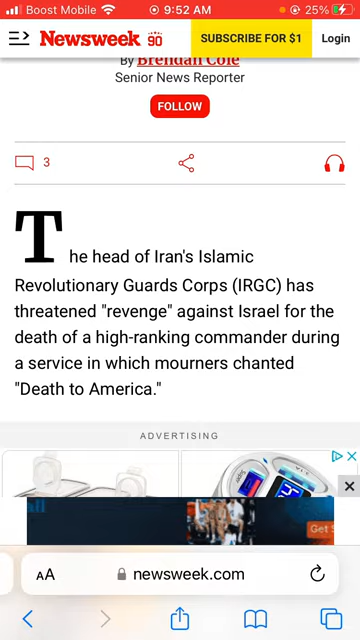 Boost Mobile 9:52 AM 25%
Newsweek 90 SUBSCRIBE FOR $1 Login
By Brendan Cole
Senior News Reporter
FOLLOW
3
The head of Iran's Islamic
Revolutionary Guards Corps (IRGC) has
threatened "revenge" against Israel for the
death of a high-ranking commander during
a service in which mourners chanted
"Death to America."
ADVERTISING
Get
AA newsweek.com